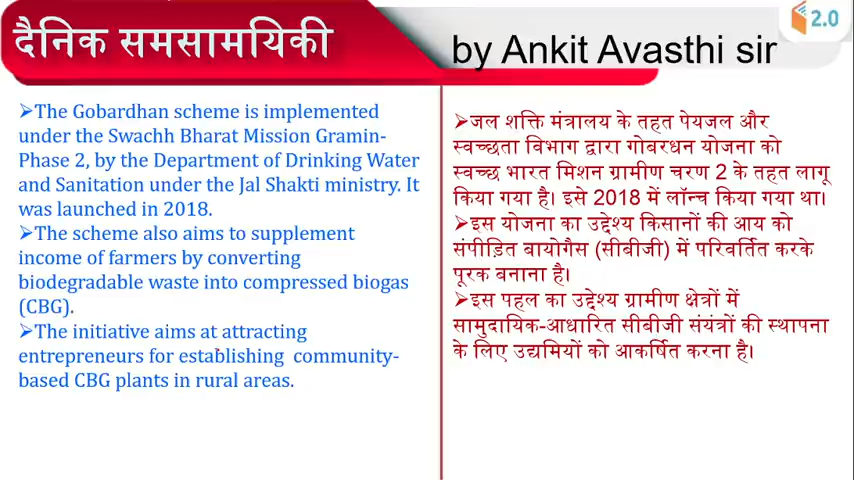 दैनिक समसामयिकी
by Ankit Avasthi sir
2.0
➢The Gobardhan scheme is implemented
under the Swachh Bharat Mission Gramin-
Phase 2, by the Department of Drinking Water
and Sanitation under the Jal Shakti ministry. It
was launched in 2018.
➢The scheme also aims to supplement
income of farmers by converting
biodegradable waste into compressed biogas
(CBG).
➢The initiative aims at attracting
entrepreneurs for establishing community-
based CBG plants in rural areas.
➢जल शक्ति मंत्रालय के तहत पेयजल और
स्वच्छता विभाग द्वारा गोबरधन योजना को
स्वच्छ भारत मिशन ग्रामीण चरण 2 के तहत लागू
किया गया है। इसे 2018 में लॉन्च किया गया था।
➢इस योजना का उद्देश्य किसानों की आय को
संपीड़ित बायोगैस (सीबीजी) में परिवर्तित करके
पूरक बनाना है।
➢इस पहल का उद्देश्य ग्रामीण क्षेत्रों में
सामुदायिक-आधारित सीबीजी संयंत्रों की स्थापना
के लिए उद्यमियों को आकर्षित करना है।